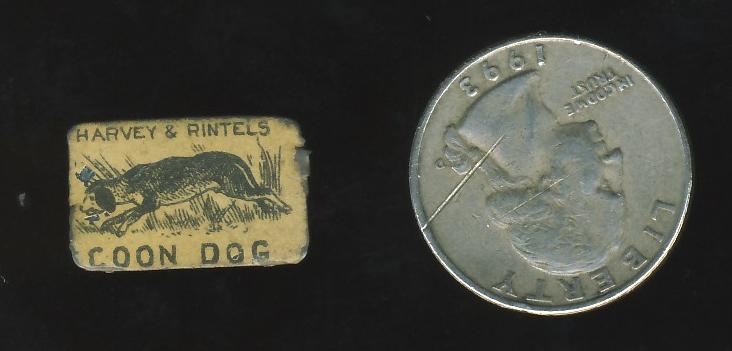 HARVEY & RINTELS
COON DOG
1993
IN GOD WE
TRUST
LIBERTY